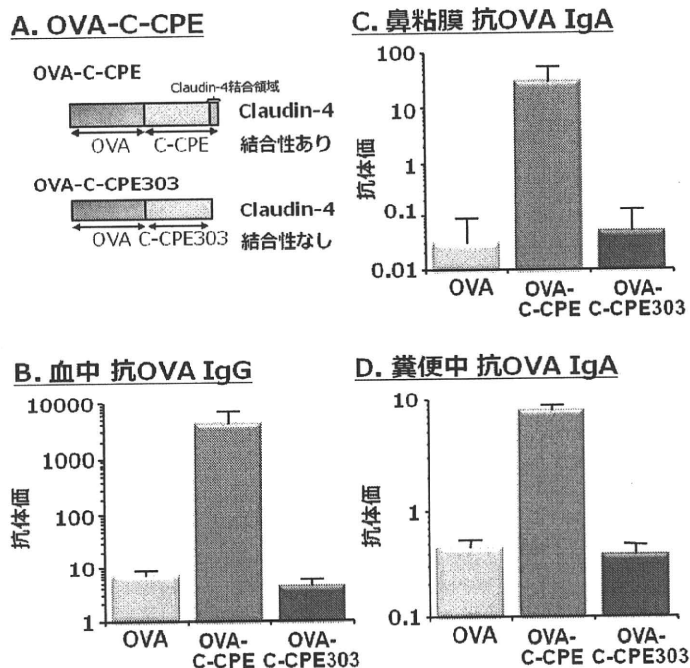 A. OVA-C-CPE
OVA-C-CPE
Claudin-4結合領域
Claudin-4
結合性あり
OVA
C-CPE
OVA-C-CPE303
Claudin-4
結合性なし
OVA
C-CPE303
B. 血中 抗OVA IgG
抗体価
10000
1000
100
10
1
OVA
OVA-
C-CPE
OVA-
C-CPE303
C. 鼻粘膜 抗OVA IgA
抗体価
100
10
1
0.1
0.01
OVA
OVA-
C-CPE
OVA-
C-CPE303
D. 糞便中 抗OVA IgA
抗体価
10
1
0.1
OVA
OVA-
C-CPE
OVA-
C-CPE303